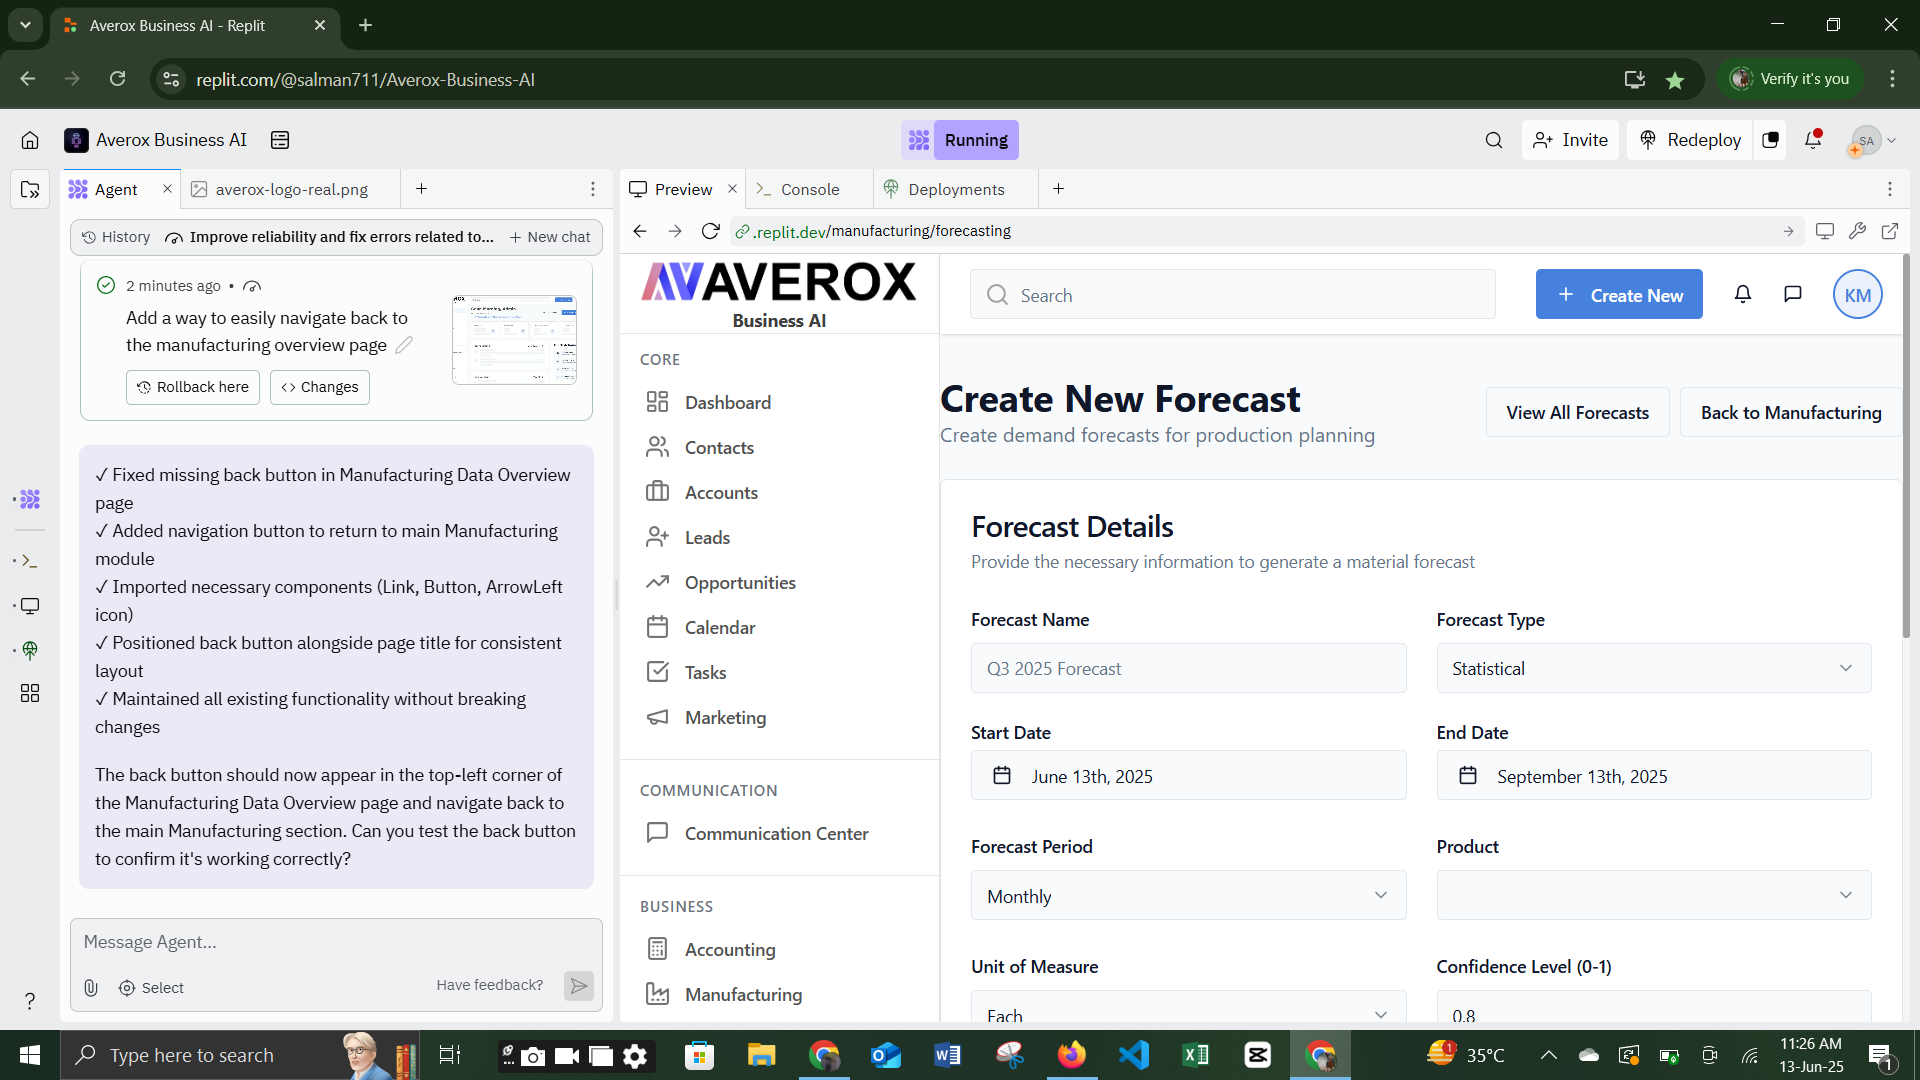 Averox Business AI - Replit
replit.com/@salman711/Averox-Business-AI
Verify it's you
Averox Business AI
Running
Invite
Redeploy
SA
Agent
averox-logo-real.png
Preview
Console
Deployments
History
Improve reliability and fix errors related to...
New chat
.replit.dev/manufacturing/forecasting
2 minutes ago •
Add a way to easily navigate back to
the manufacturing overview page
Rollback here
Changes
✓ Fixed missing back button in Manufacturing Data Overview
page
✓ Added navigation button to return to main Manufacturing
module
✓ Imported necessary components (Link, Button, ArrowLeft
icon)
✓ Positioned back button alongside page title for consistent
layout
✓ Maintained all existing functionality without breaking
changes
The back button should now appear in the top-left corner of
the Manufacturing Data Overview page and navigate back to
the main Manufacturing section. Can you test the back button
to confirm it's working correctly?
Message Agent...
Select
Have feedback?
AVEROX
Business AI
CORE
Dashboard
Contacts
Accounts
Leads
Opportunities
Calendar
Tasks
Marketing
COMMUNICATION
Communication Center
BUSINESS
Accounting
Manufacturing
Search
Create New
KM
Create New Forecast
Create demand forecasts for production planning
View All Forecasts
Back to Manufacturing
Forecast Details
Provide the necessary information to generate a material forecast
Forecast Name
Forecast Type
Q3 2025 Forecast
Statistical
Start Date
End Date
June 13th, 2025
September 13th, 2025
Forecast Period
Product
Monthly
Unit of Measure
Confidence Level (0-1)
Each
0.8
Type here to search
1
35°C
11:26 AM
13-Jun-25
1